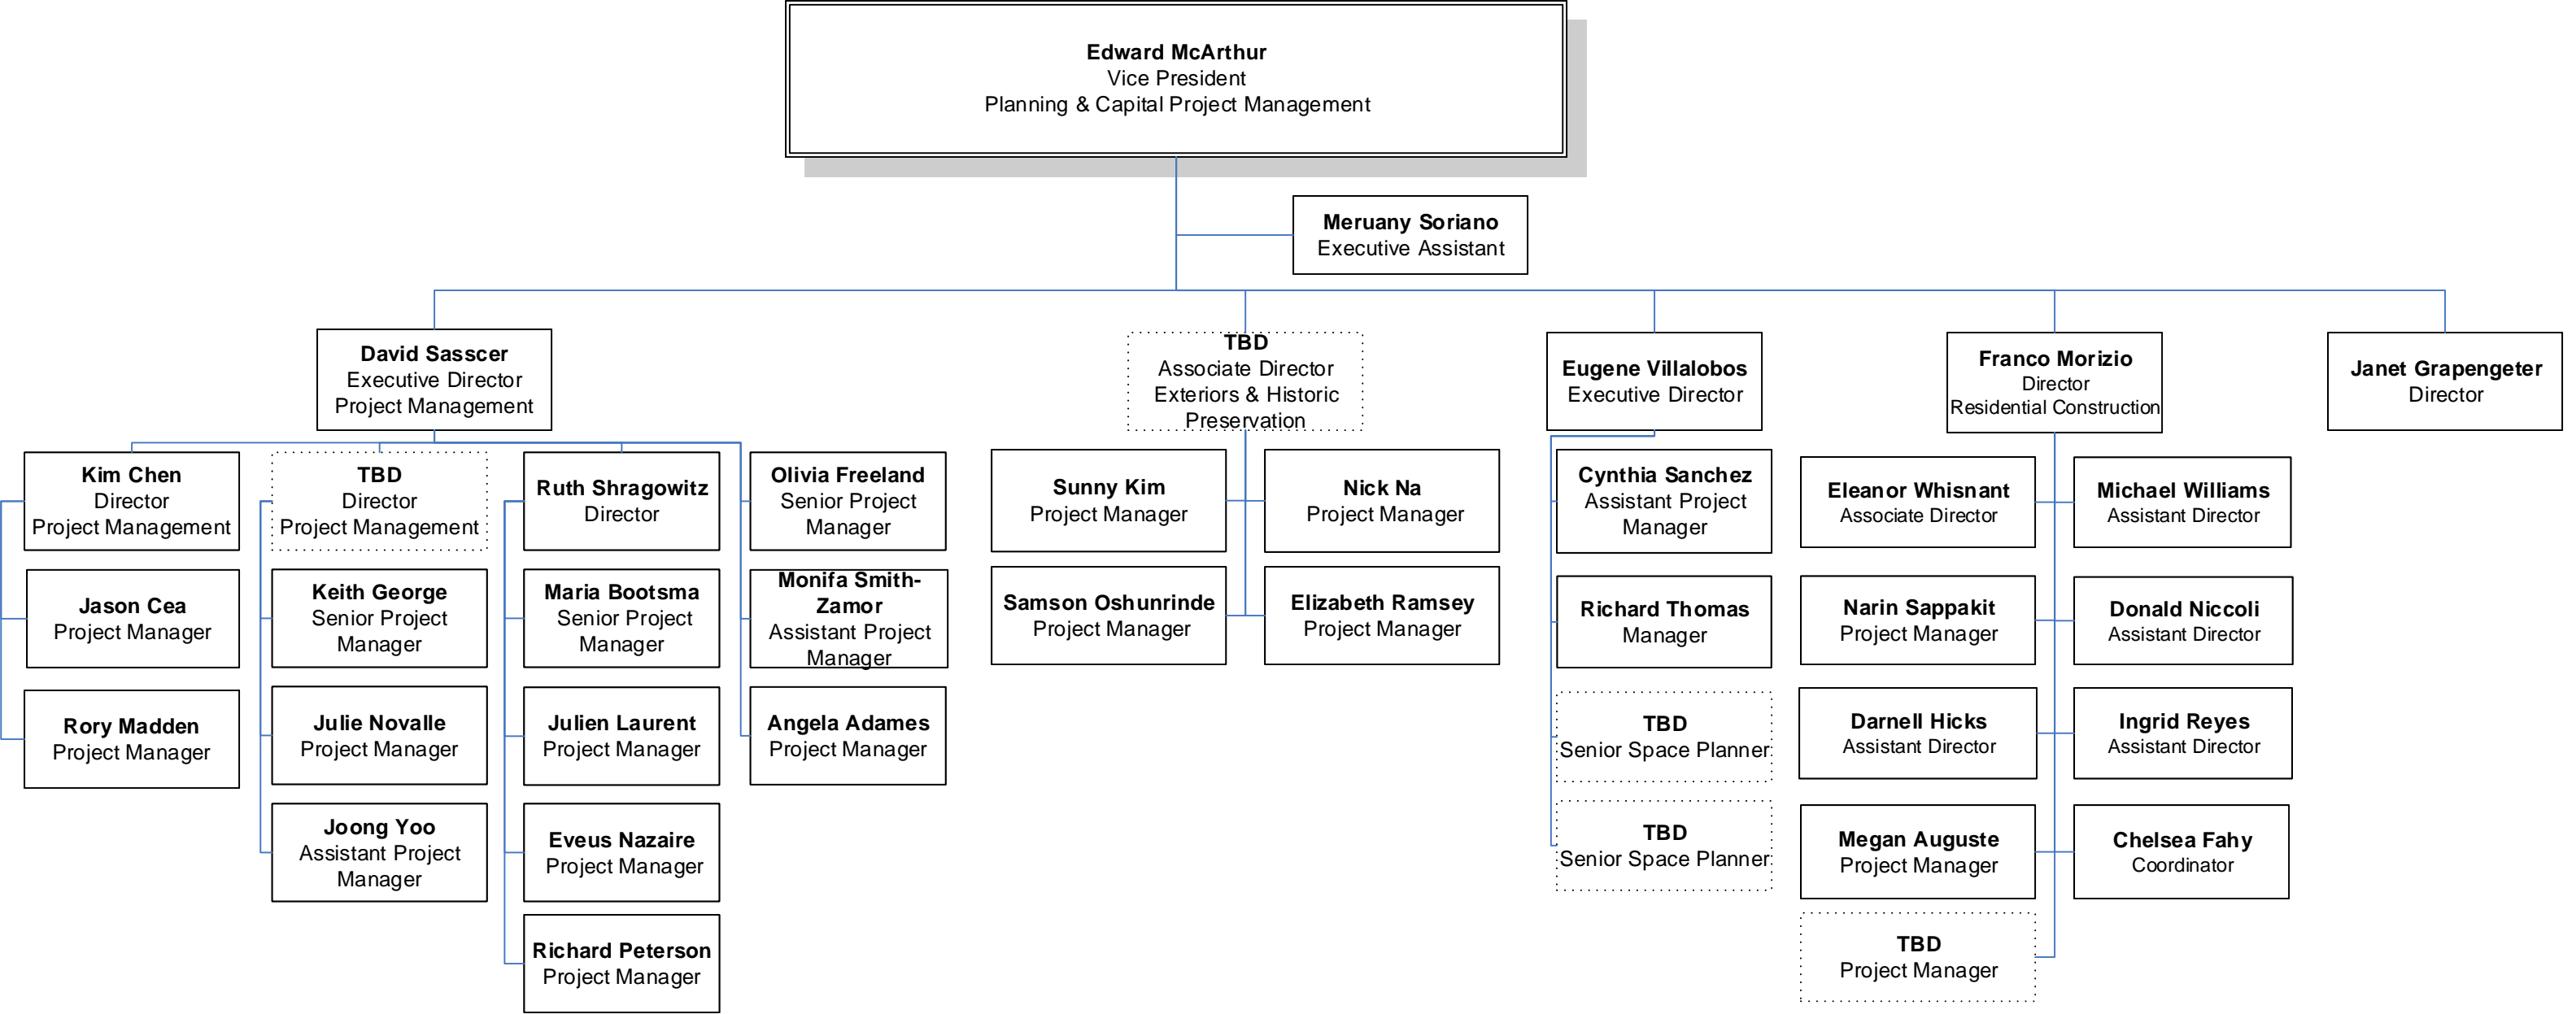 Edward McArthur
Vice President
Planning & Capital Project Management
Meruany Soriano
Executive Assistant
David Sasscer
Executive Director
Project Management
TBD
Associate Director
Exteriors & Historic
Preservation
Eugene Villalobos
Executive Director
Franco Morizio
Director
Residential Construction
Janet Grapengeter
Director
Kim Chen
Director
Project Management
Jason Cea
Project Manager
Rory Madden
Project Manager
TBD
Director
Project Management
Keith George
Senior Project
Manager
Julie Novalle
Project Manager
Joong Yoo
Assistant Project
Manager
Ruth Shragowitz
Director
Maria Bootsma
Senior Project
Manager
Julien Laurent
Project Manager
Eveus Nazaire
Project Manager
Richard Peterson
Project Manager
Olivia Freeland
Senior Project
Manager
Monifa Smith-
Zamor
Assistant Project
Manager
Angela Adames
Project Manager
Sunny Kim
Project Manager
Nick Na
Project Manager
Samson Oshunrinde
Project Manager
Elizabeth Ramsey
Project Manager
Cynthia Sanchez
Assistant Project
Manager
Richard Thomas
Manager
TBD
Senior Space Planner
TBD
Senior Space Planner
Eleanor Whisnant
Associate Director
Michael Williams
Assistant Director
Narin Sappakit
Project Manager
Donald Niccoli
Assistant Director
Darnell Hicks
Assistant Director
Ingrid Reyes
Assistant Director
Megan Auguste
Project Manager
Chelsea Fahy
Coordinator
TBD
Project Manager